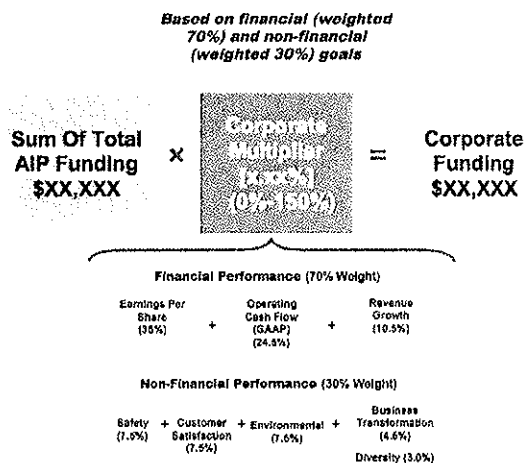 Based on financial (weighted
70%) and non-financial
(weighted 30%) goals
Sum Of Total
AIP Funding
$XX,XXX
×
Corporate
Multiplier
[x.xx%]
(0%-150%)
=
Corporate
Funding
$XX,XXX
Financial Performance (70% Weight)
Earnings Per
Share
(35%)
+
Operating
Cash Flow
(GAAP)
(24.5%)
+
Revenue
Growth
(10.5%)
Non-Financial Performance (30% Weight)
Safety
(7.5%)
+
Customer
Satisfaction
(7.5%)
+
Environmental
(7.5%)
+
Business
Transformation
(4.5%)
Diversity (3.0%)